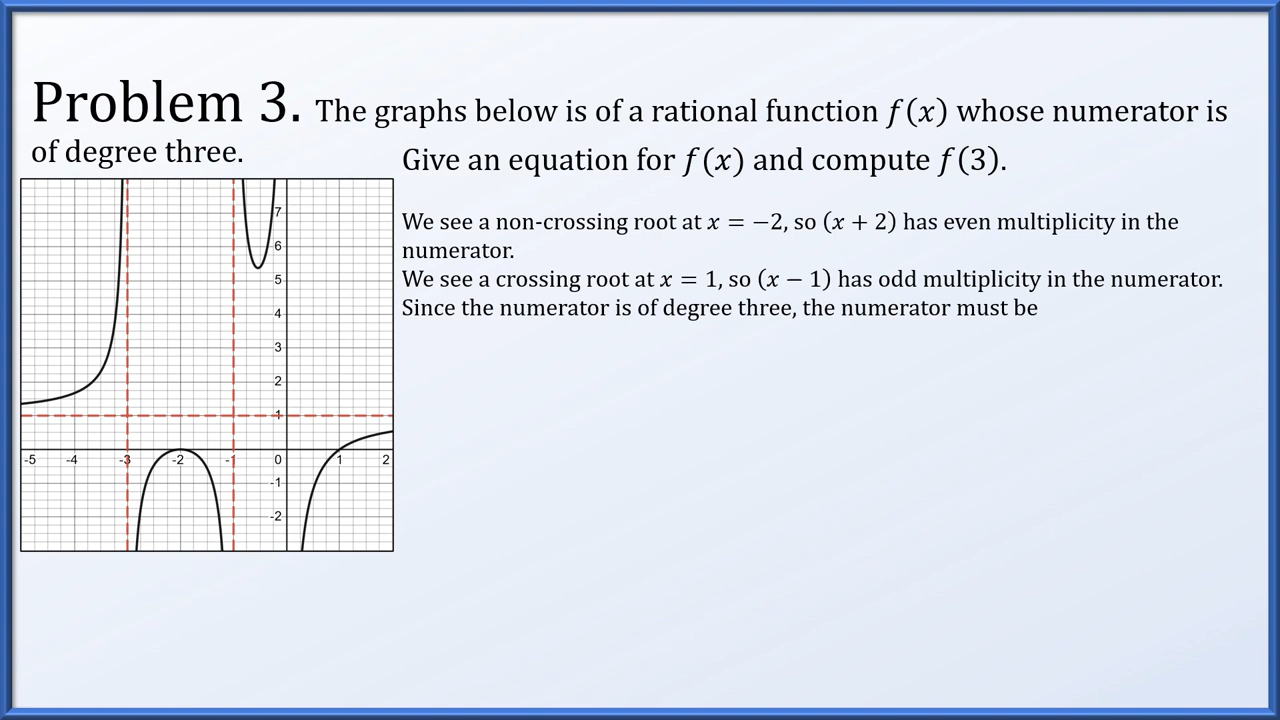 Problem 3. The graphs below is of a rational function f(x) whose numerator is
of degree three.
Give an equation for f(x) and compute f(3).
We see a non-crossing root at x = −2, so (x + 2) has even multiplicity in the
numerator.
We see a crossing root at x = 1, so (x − 1) has odd multiplicity in the numerator.
Since the numerator is of degree three, the numerator must be
7
6
5
4
3
2
1
-5 -4 -3 -2 -1 0 1 2
-1
-2